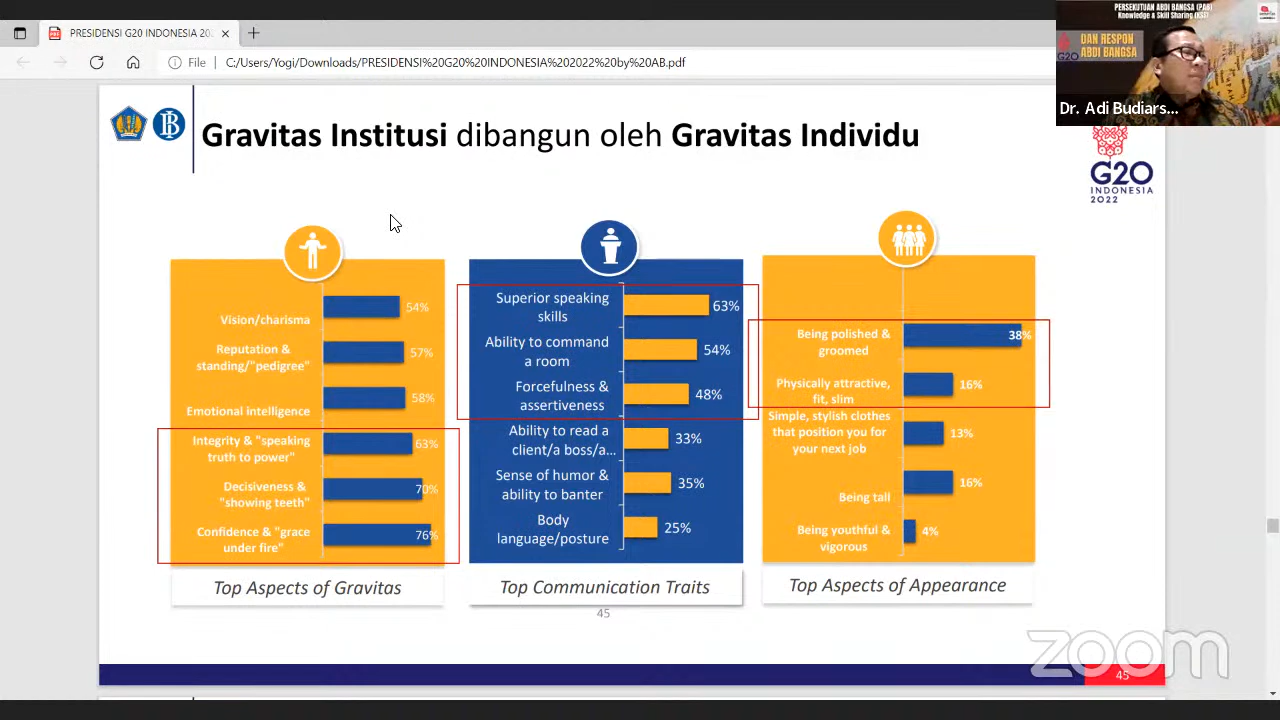 PRESIDENSI G20 INDONESIA 20
File
C:/Users/Yogi/Download
20G20%20INDONESIA%202022%20by%20AB.pdf
PERSEKUTUAN ABDI BANGSA (PAB)
Knowledge & Skill Sharing (KSS)
DAN RESPON
ABDI BANGSA
G20
Dr. Adi Budiars...
Gravitas Institusi dibangun oleh Gravitas Individu
G20
INDONESIA
2022
Vision/charisma
54%
Reputation &
standing/"pedigree"
57%
Emotional intelligence
58%
Integrity & "speaking
truth to power"
63%
Decisiveness &
"showing teeth"
70%
Confidence & "grace
under fire"
76%
Top Aspects of Gravitas
Superior speaking
skills
63%
Ability to command
a room
54%
Forcefulness &
assertiveness
48%
Ability to read a
client/a boss/a...
33%
Sense of humor &
ability to banter
35%
Body
language/posture
25%
Top Communication Traits
45
Being polished &
groomed
38%
Physically attractive,
fit, slim
16%
Simple, stylish clothes
that position you for
your next job
13%
Being tall
16%
Being youthful &
vigorous
4%
Top Aspects of Appearance
zoom
45